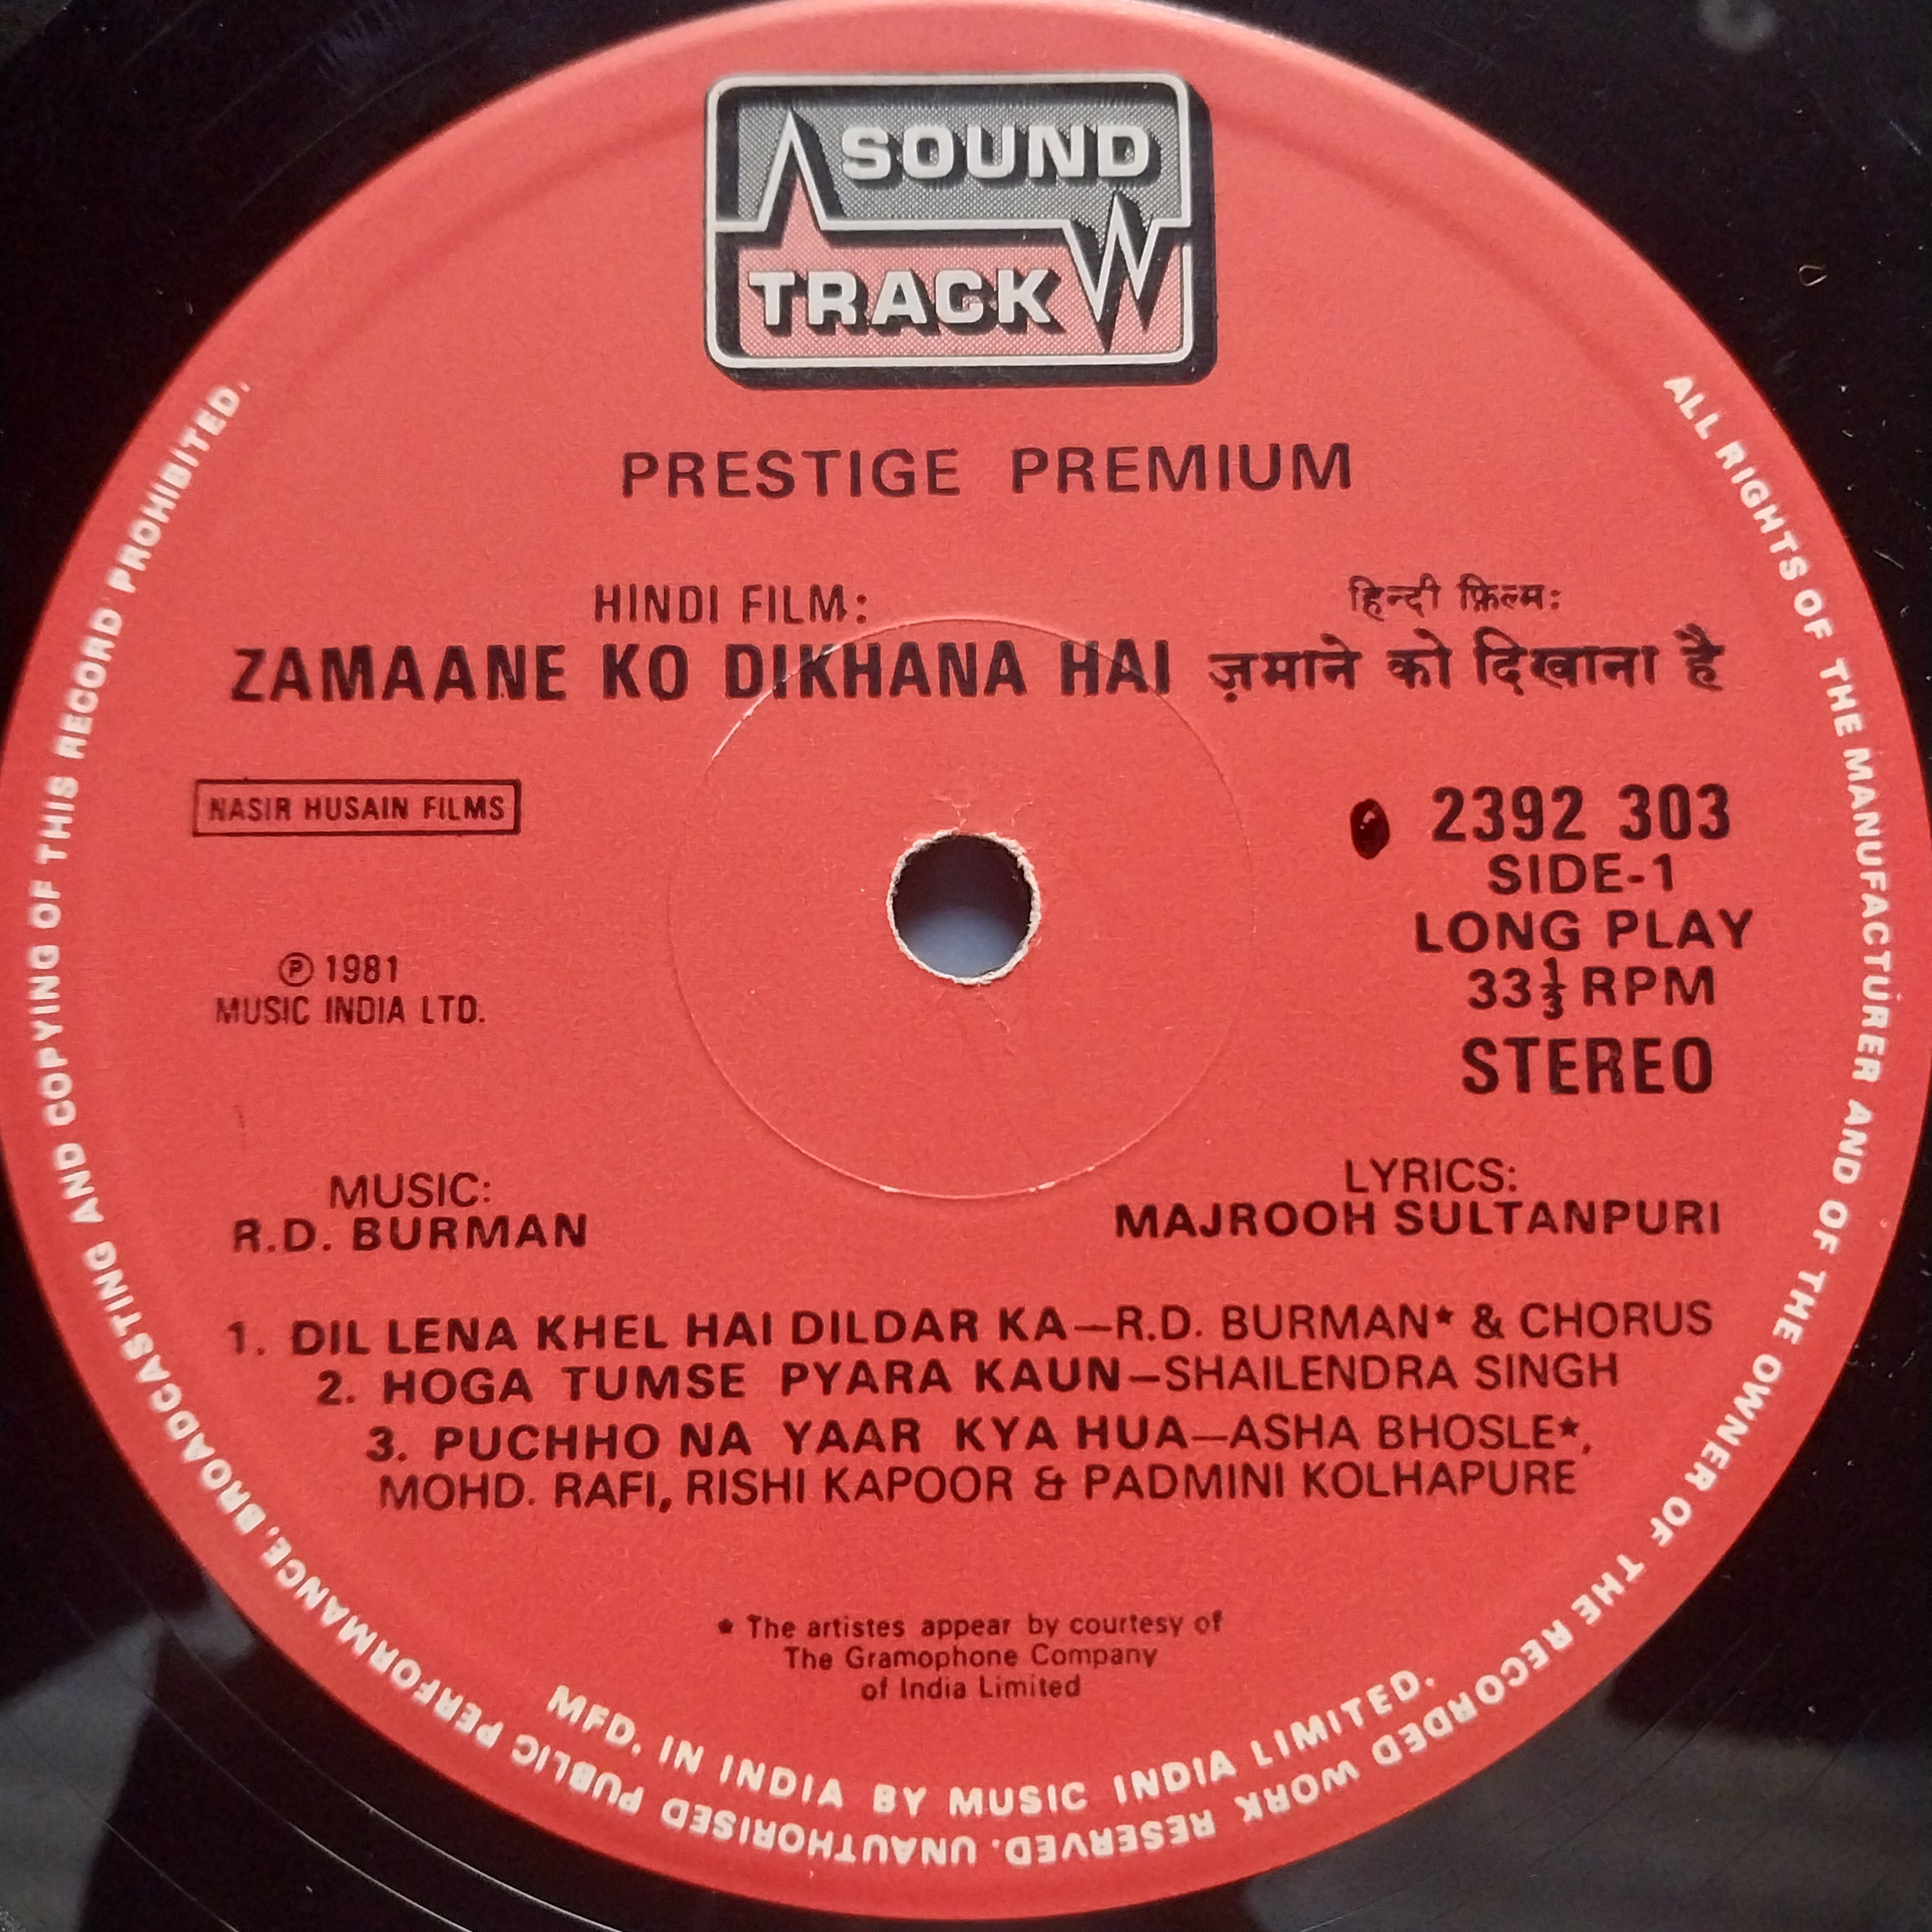 SOUND
TRACK
PRESTIGE PREMIUM
HINDI FILM:
हिन्दी फ़िल्म:
ZAMAANE KO DIKHANA HAI ज़माने को दिखाना है
NASIR HUSAIN FILMS
2392 303
SIDE-1
LONG PLAY
33⅓ RPM
STEREO
Ⓟ 1981
MUSIC INDIA LTD.
MUSIC:
R.D. BURMAN
LYRICS:
MAJROOH SULTANPURI
1. DIL LENA KHEL HAI DILDAR KA—R.D. BURMAN* & CHORUS
2. HOGA TUMSE PYARA KAUN—SHAILENDRA SINGH
3. PUCHHO NA YAAR KYA HUA—ASHA BHOSLE*,
MOHD. RAFI, RISHI KAPOOR & PADMINI KOLHAPURE
* The artistes appear by courtesy of
The Gramophone Company
of India Limited
MFD. IN INDIA BY MUSIC INDIA LIMITED.
ALL RIGHTS OF THE MANUFACTURER AND OF THE OWNER OF THE RECORDED WORK RESERVED. UNAUTHORISED PUBLIC PERFORMANCE, BROADCASTING AND COPYING OF THIS RECORD PROHIBITED.